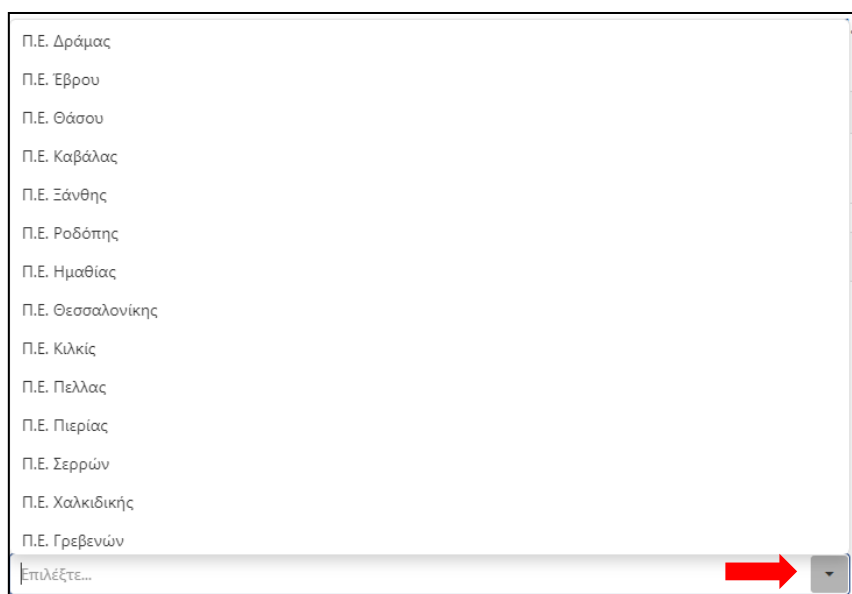 Π.Ε. Δράμας
Π.Ε. Έβρου
Π.Ε. Θάσου
Π.Ε. Καβάλας
Π.Ε. Ξάνθης
Π.Ε. Ροδόπης
Π.Ε. Ημαθίας
Π.Ε. Θεσσαλονίκης
Π.Ε. Κιλκίς
Π.Ε. Πελλας
Π.Ε. Πιερίας
Π.Ε. Σερρών
Π.Ε. Χαλκιδικής
Π.Ε. Γρεβενών
Επιλέξτε...